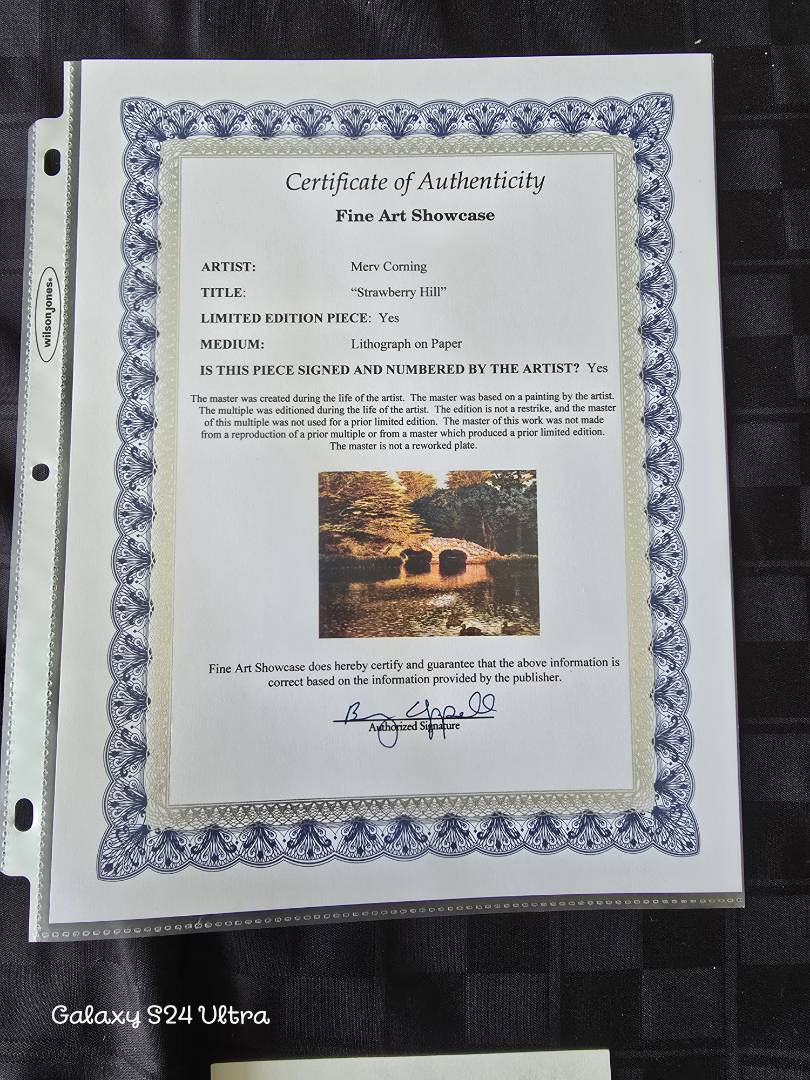 Certificate of Authenticity
Fine Art Showcase
ARTIST: Merv Corning
TITLE: “Strawberry Hill”
LIMITED EDITION PIECE: Yes
MEDIUM: Lithograph on Paper
IS THIS PIECE SIGNED AND NUMBERED BY THE ARTIST? Yes
The master was created during the life of the artist. The master was based on a painting by the artist.
The multiple was editioned during the life of the artist. The edition is not a restrike, and the master
of this multiple was not used for a prior limited edition. The master of this work was not made
from a reproduction of a prior multiple or from a master which produced a prior limited edition.
The master is not a reworked plate.
Fine Art Showcase does hereby certify and guarantee that the above information is
correct based on the information provided by the publisher.
Authorized Signature
wilsonjones®
Galaxy S24 Ultra